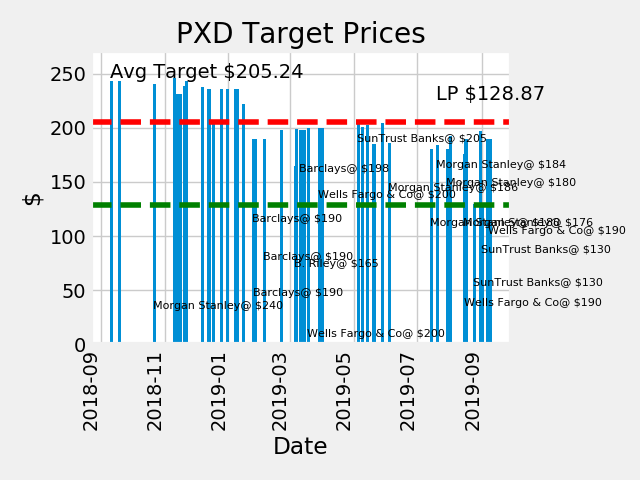 PXD Target Prices
Avg Target $205.24
LP $128.87
SunTrust Banks@ $205
Morgan Stanley@ $184
Barclays@ $198
Morgan Stanley@ $180
Morgan Stanley@ $186
Wells Fargo & Co@ $200
Barclays@ $190
Morgan Stanley@ $180
Morgan Stanley@ $176
Wells Fargo & Co@ $190
SunTrust Banks@ $130
Barclays@ $190
B. Riley@ $165
SunTrust Banks@ $130
Barclays@ $190
Morgan Stanley@ $240
Wells Fargo & Co@ $190
Wells Fargo & Co@ $200
250
200
150
100
50
0
$
2018-09
2018-11
2019-01
2019-03
2019-05
2019-07
2019-09
Date